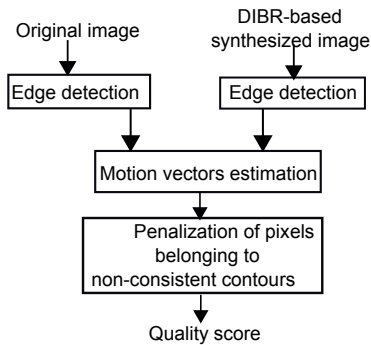 Original image
DIBR-based
synthesized image
Edge detection
Edge detection
Motion vectors estimation
Penalization of pixels
belonging to
non-consistent contours
Quality score